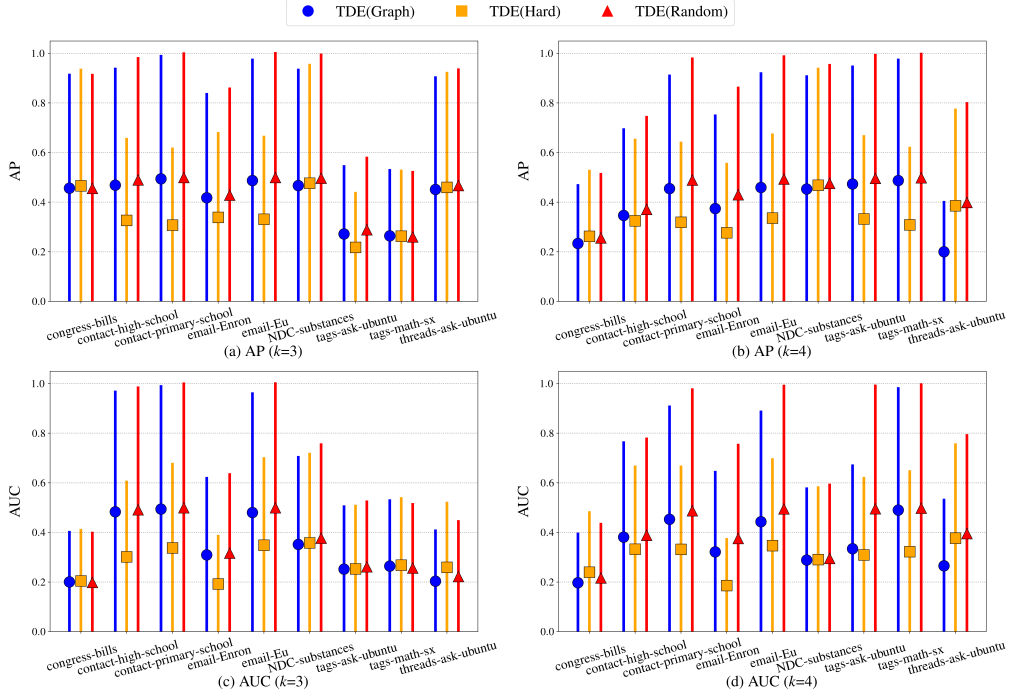 TDE(Graph) TDE(Hard) TDE(Random)
1.0
0.8
0.6
0.4
0.2
0.0
AP
congress-bills
contact-high-school
contact-primary-school
email-Enron
email-Eu
NDC-substances
tags-ask-ubuntu
tags-math-sx
threads-ask-ubuntu
(a) AP (k=3)
1.0
0.8
0.6
0.4
0.2
0.0
AP
congress-bills
contact-high-school
contact-primary-school
email-Enron
email-Eu
NDC-substances
tags-ask-ubuntu
tags-math-sx
threads-ask-ubuntu
(b) AP (k=4)
1.0
0.8
0.6
0.4
0.2
0.0
AUC
congress-bills
contact-high-school
contact-primary-school
email-Enron
email-Eu
NDC-substances
tags-ask-ubuntu
tags-math-sx
threads-ask-ubuntu
(c) AUC (k=3)
1.0
0.8
0.6
0.4
0.2
0.0
AUC
congress-bills
contact-high-school
contact-primary-school
email-Enron
email-Eu
NDC-substances
tags-ask-ubuntu
tags-math-sx
threads-ask-ubuntu
(d) AUC (k=4)